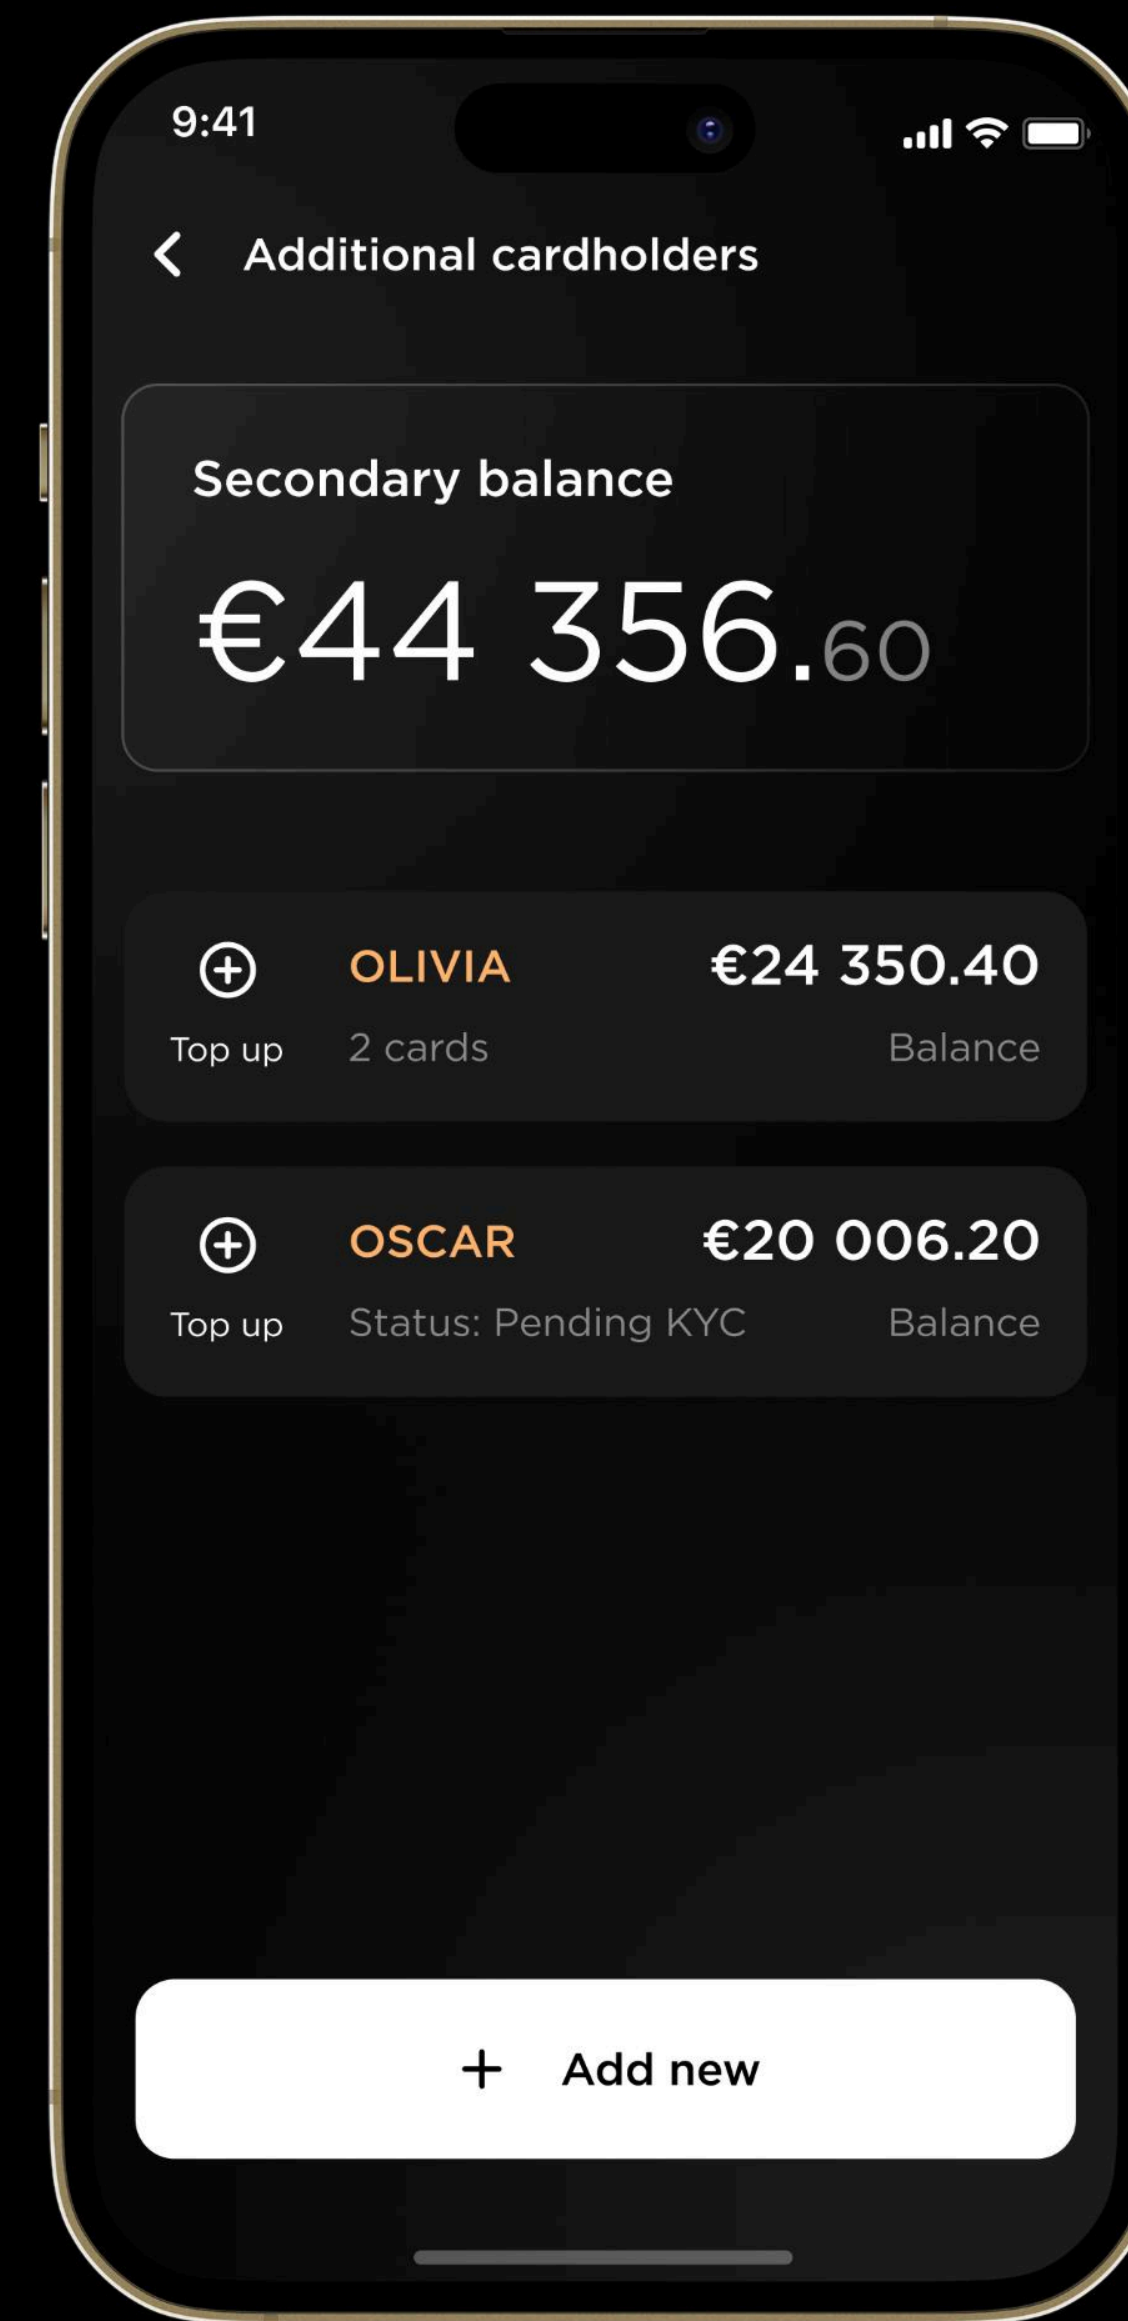 9:41
Additional cardholders
Secondary balance
€44 356.60
OLIVIA €24 350.40
Top up 2 cards Balance
OSCAR €20 006.20
Top up Status: Pending KYC Balance
+ Add new